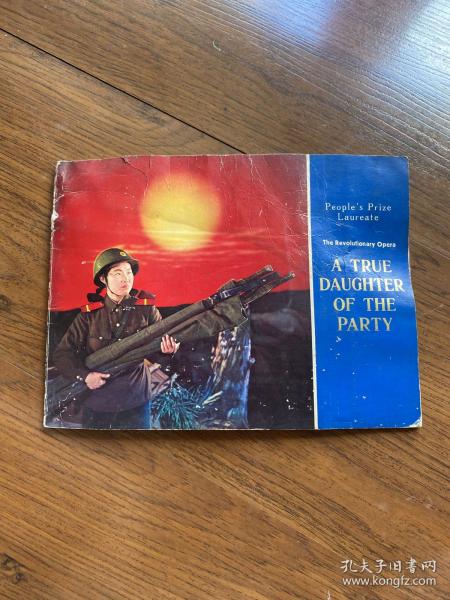 People's Prize
Laureate
The Revolutionary Opera
A TRUE
DAUGHTER
OF THE
PARTY
孔夫子旧书网
www.kongfz.com